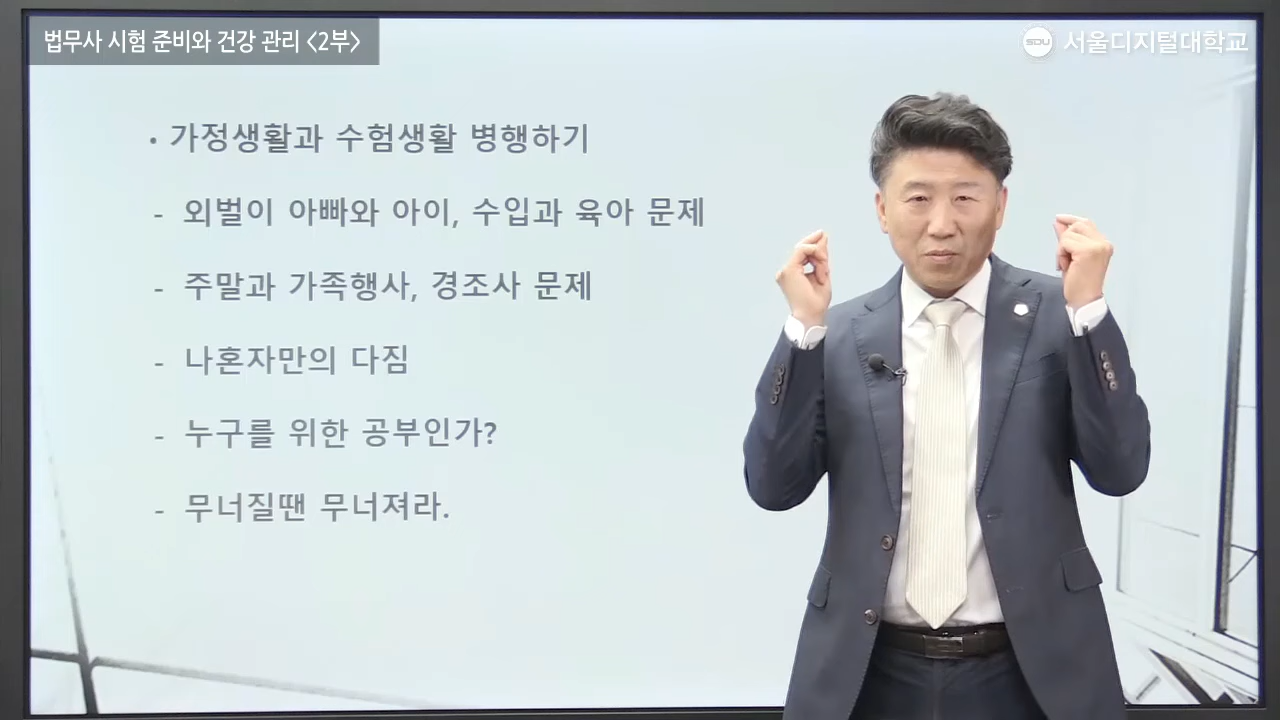 법무사 시험 준비와 건강 관리 <2부>
SDU 서울디지털대학교
• 가정생활과 수험생활 병행하기
- 외벌이 아빠와 아이, 수입과 육아 문제
- 주말과 가족행사, 경조사 문제
- 나혼자만의 다짐
- 누구를 위한 공부인가?
- 무너질땐 무너져라.